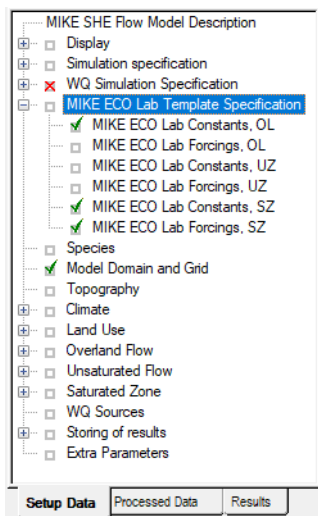 MIKE SHE Flow Model Description
Display
Simulation specification
WQ Simulation Specification
MIKE ECO Lab Template Specification
MIKE ECO Lab Constants, OL
MIKE ECO Lab Forcings, OL
MIKE ECO Lab Constants, UZ
MIKE ECO Lab Forcings, UZ
MIKE ECO Lab Constants, SZ
MIKE ECO Lab Forcings, SZ
Species
Model Domain and Grid
Topography
Climate
Land Use
Overland Flow
Unsaturated Flow
Saturated Zone
WQ Sources
Storing of results
Extra Parameters
Setup Data Processed Data Results